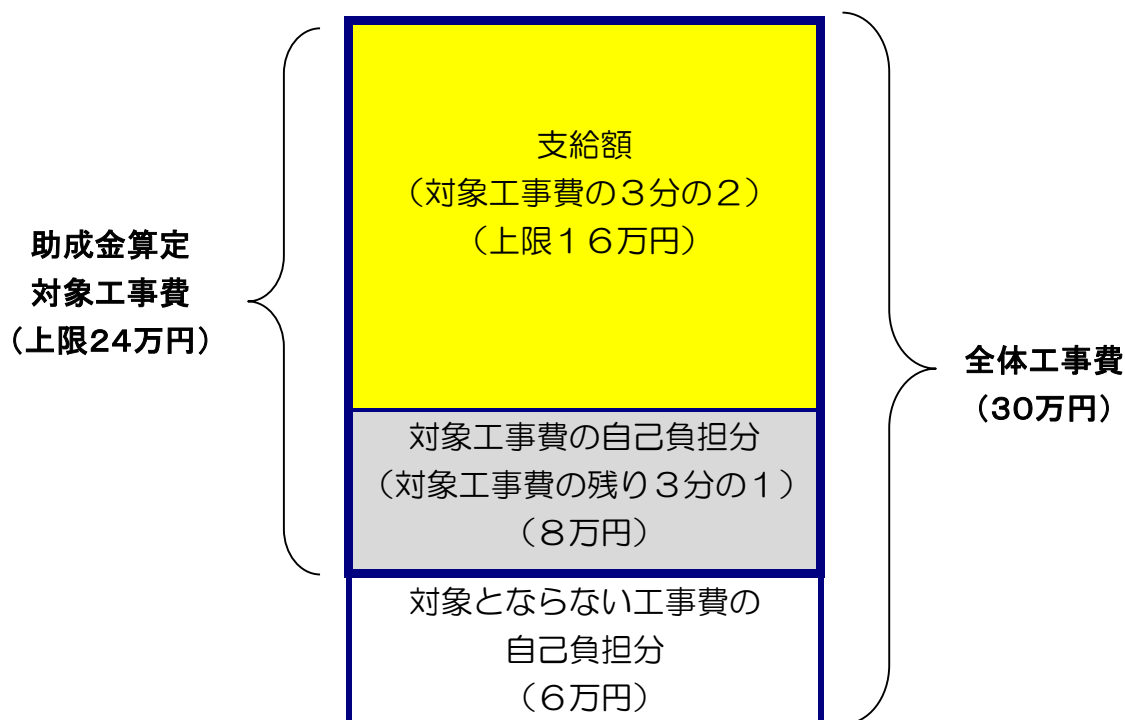 支給額
（対象工事費の３分の２）
（上限１６万円）
助成金算定
対象工事費
（上限24万円）
全体工事費
（30万円）
対象工事費の自己負担分
（対象工事費の残り３分の１）
（８万円）
対象とならない工事費の
自己負担分
（６万円）